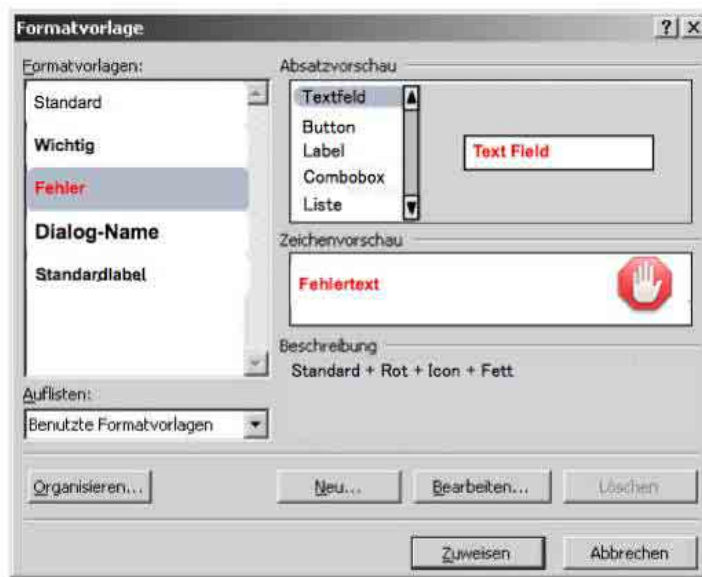 Formatvorlage
Formatvorlagen:
Standard
Wichtig
Fehler
Dialog-Name
Standardlabel
Auflisten:
Benutzte Formatvorlagen
Absatzvorschau
Textfeld
Button
Label
Combobox
Liste
Text Field
Zeichenvorschau
Fehlertext
Beschreibung
Standard + Rot + Icon + Fett
Organisieren...
Neu...
Bearbeiten...
Löschen
Zuweisen
Abbrechen